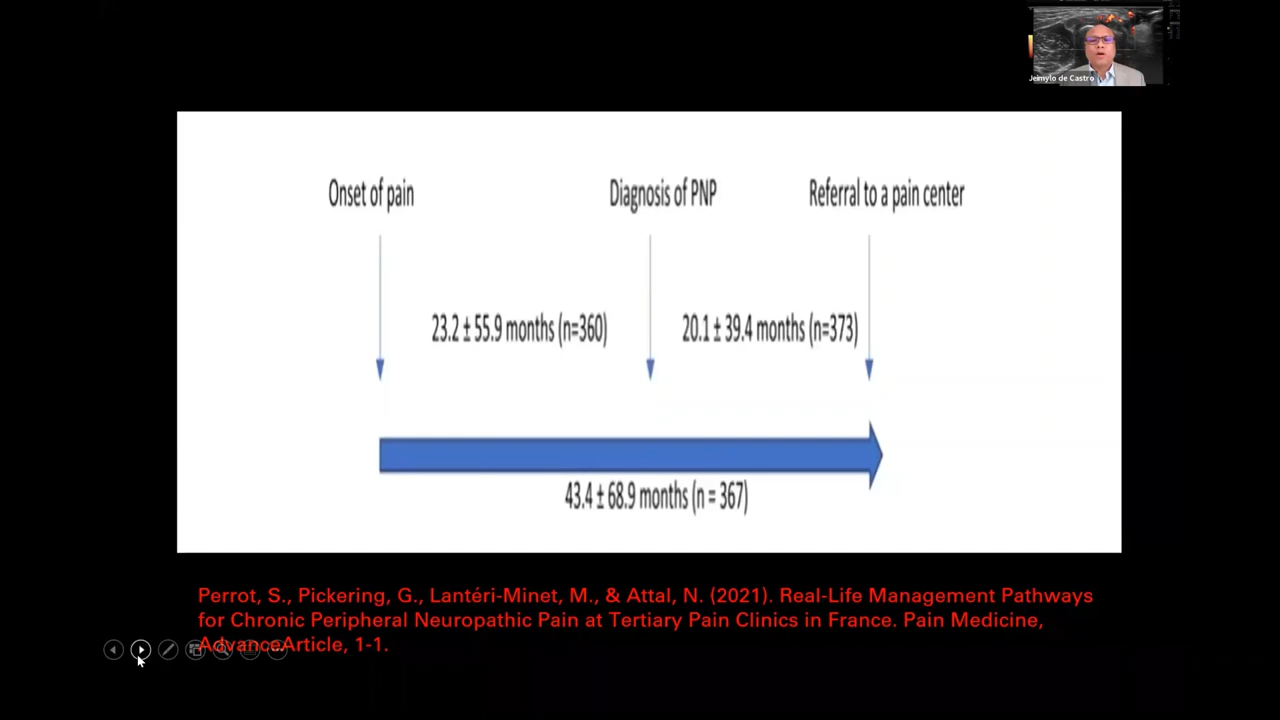 Jeimylo de Castro
Onset of pain
Diagnosis of PNP
Referral to a pain center
23.2 ± 55.9 months (n=360)
20.1 ± 39.4 months (n=373)
43.4 ± 68.9 months (n = 367)
Perrot, S., Pickering, G., Lantéri-Minet, M., & Attal, N. (2021). Real-Life Management Pathways
for Chronic Peripheral Neuropathic Pain at Tertiary Pain Clinics in France. Pain Medicine,
AdvanceArticle, 1-1.